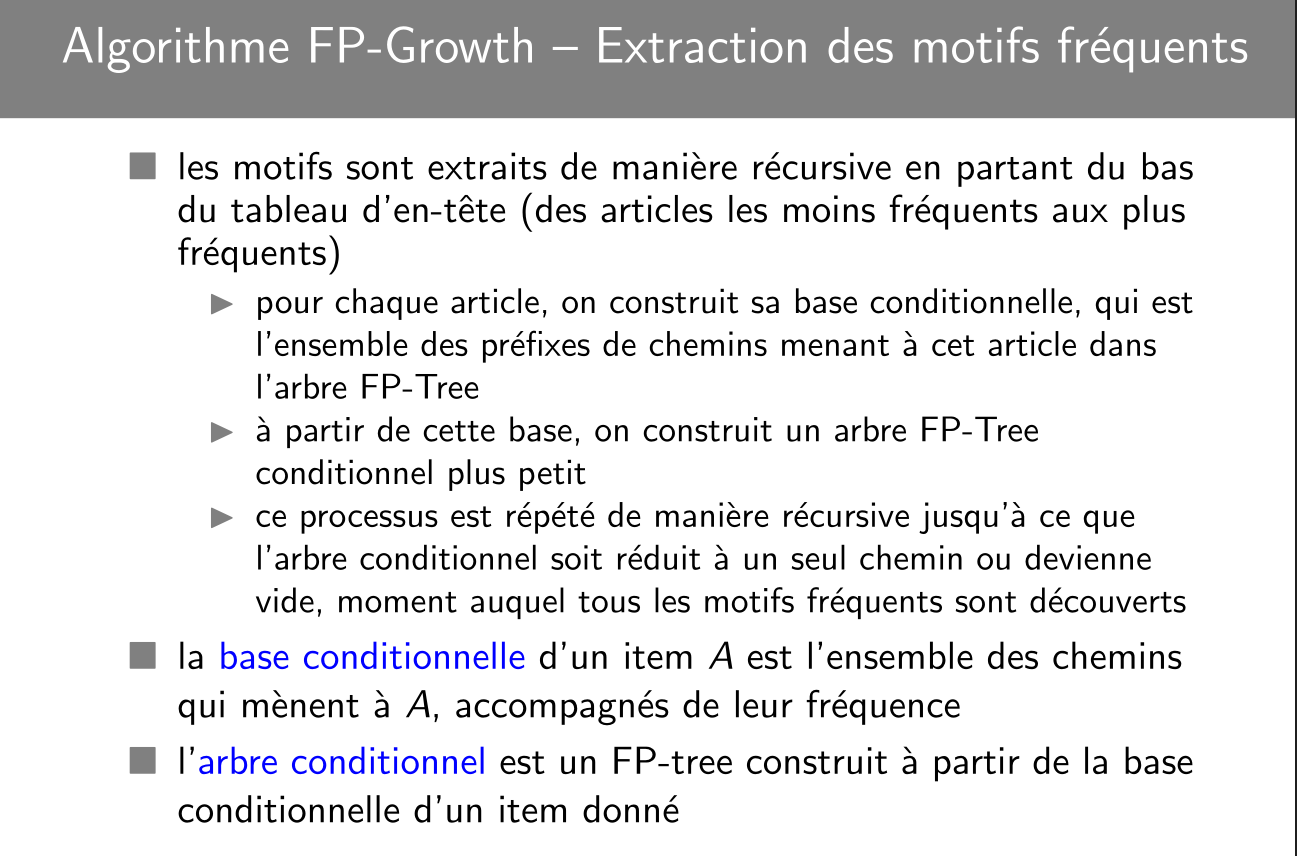 Algorithme FP-Growth – Extraction des motifs fréquents
les motifs sont extraits de manière récursive en partant du bas
du tableau d'en-tête (des articles les moins fréquents aux plus
fréquents)
pour chaque article, on construit sa base conditionnelle, qui est
l'ensemble des préfixes de chemins menant à cet article dans
l'arbre FP-Tree
à partir de cette base, on construit un arbre FP-Tree
conditionnel plus petit
ce processus est répété de manière récursive jusqu'à ce que
l'arbre conditionnel soit réduit à un seul chemin ou devienne
vide, moment auquel tous les motifs fréquents sont découverts
la base conditionnelle d'un item A est l'ensemble des chemins
qui mènent à A, accompagnés de leur fréquence
l'arbre conditionnel est un FP-tree construit à partir de la base
conditionnelle d'un item donné